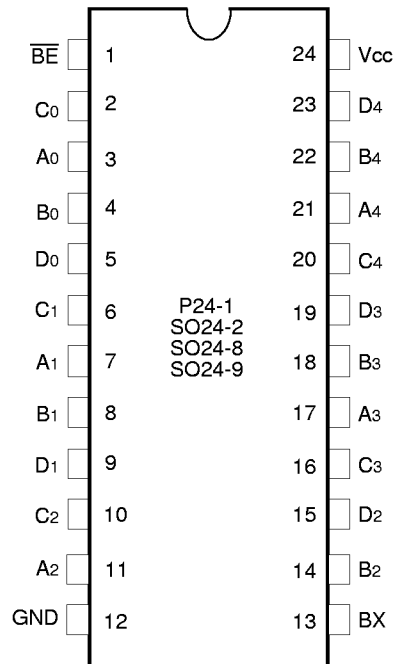 BE 1 24 Vcc
C0 2 23 D4
A0 3 22 B4
B0 4 21 A4
D0 5 20 C4
C1 6 P24-1 19 D3
SO24-2
A1 7 SO24-8 18 B3
SO24-9
B1 8 17 A3
D1 9 16 C3
C2 10 15 D2
A2 11 14 B2
GND 12 13 BX